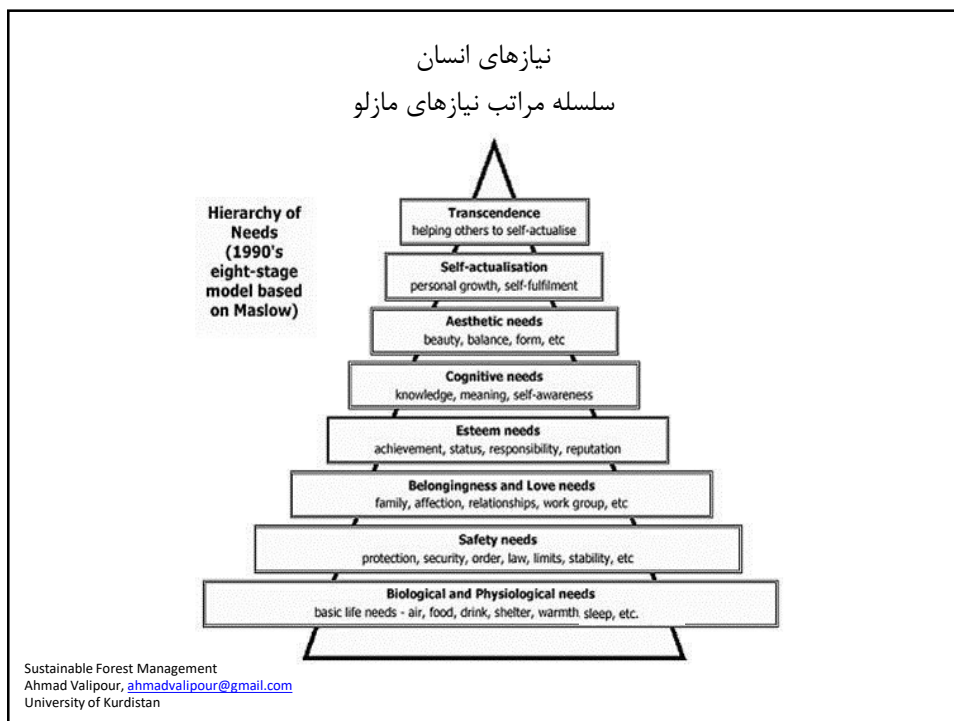 نیازهای انسان
سلسله مراتب نیازهای مازلو
Hierarchy of
Needs
(1990's
eight-stage
model based
on Maslow)
Transcendence
helping others to self-actualise
Self-actualisation
personal growth, self-fulfilment
Aesthetic needs
beauty, balance, form, etc
Cognitive needs
knowledge, meaning, self-awareness
Esteem needs
achievement, status, responsibility, reputation
Belongingness and Love needs
family, affection, relationships, work group, etc
Safety needs
protection, security, order, law, limits, stability, etc
Biological and Physiological needs
basic life needs - air, food, drink, shelter, warmth, sleep, etc.
Sustainable Forest Management
Ahmad Valipour, ahmadvalipour@gmail.com
University of Kurdistan